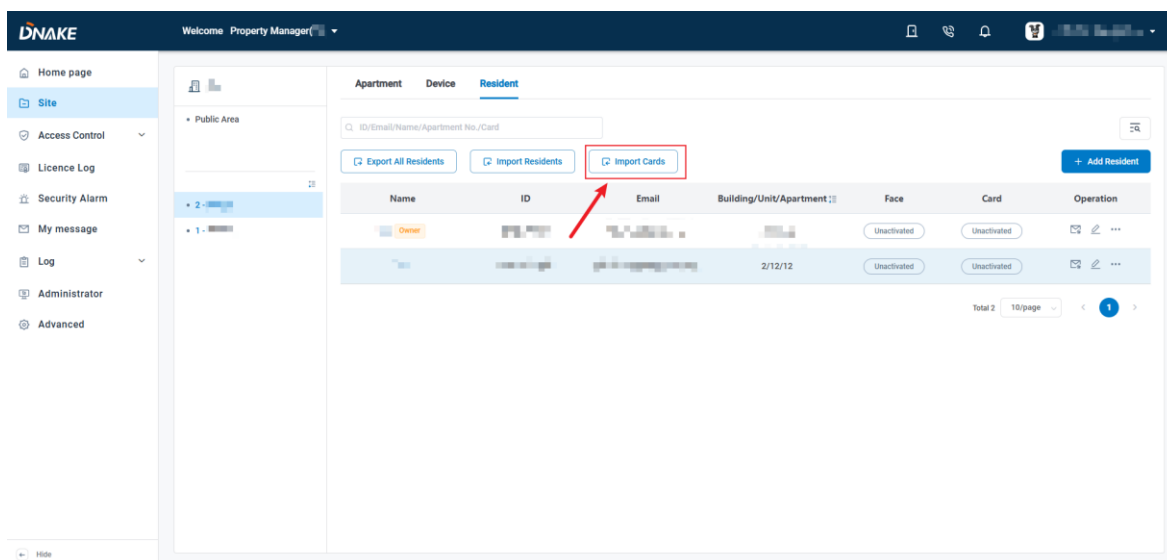 DNAKE
Welcome Property Manager(
Home page
Site
Access Control
Licence Log
Security Alarm
My message
Log
Administrator
Advanced
Hide
Public Area
2 -
1 -
Apartment Device Resident
ID/Email/Name/Apartment No./Card
Export All Residents Import Residents Import Cards + Add Resident
Name ID Email Building/Unit/Apartment Face Card Operation
Owner Unactivated Unactivated
2/12/12 Unactivated Unactivated
Total 2 10/page < 1 >